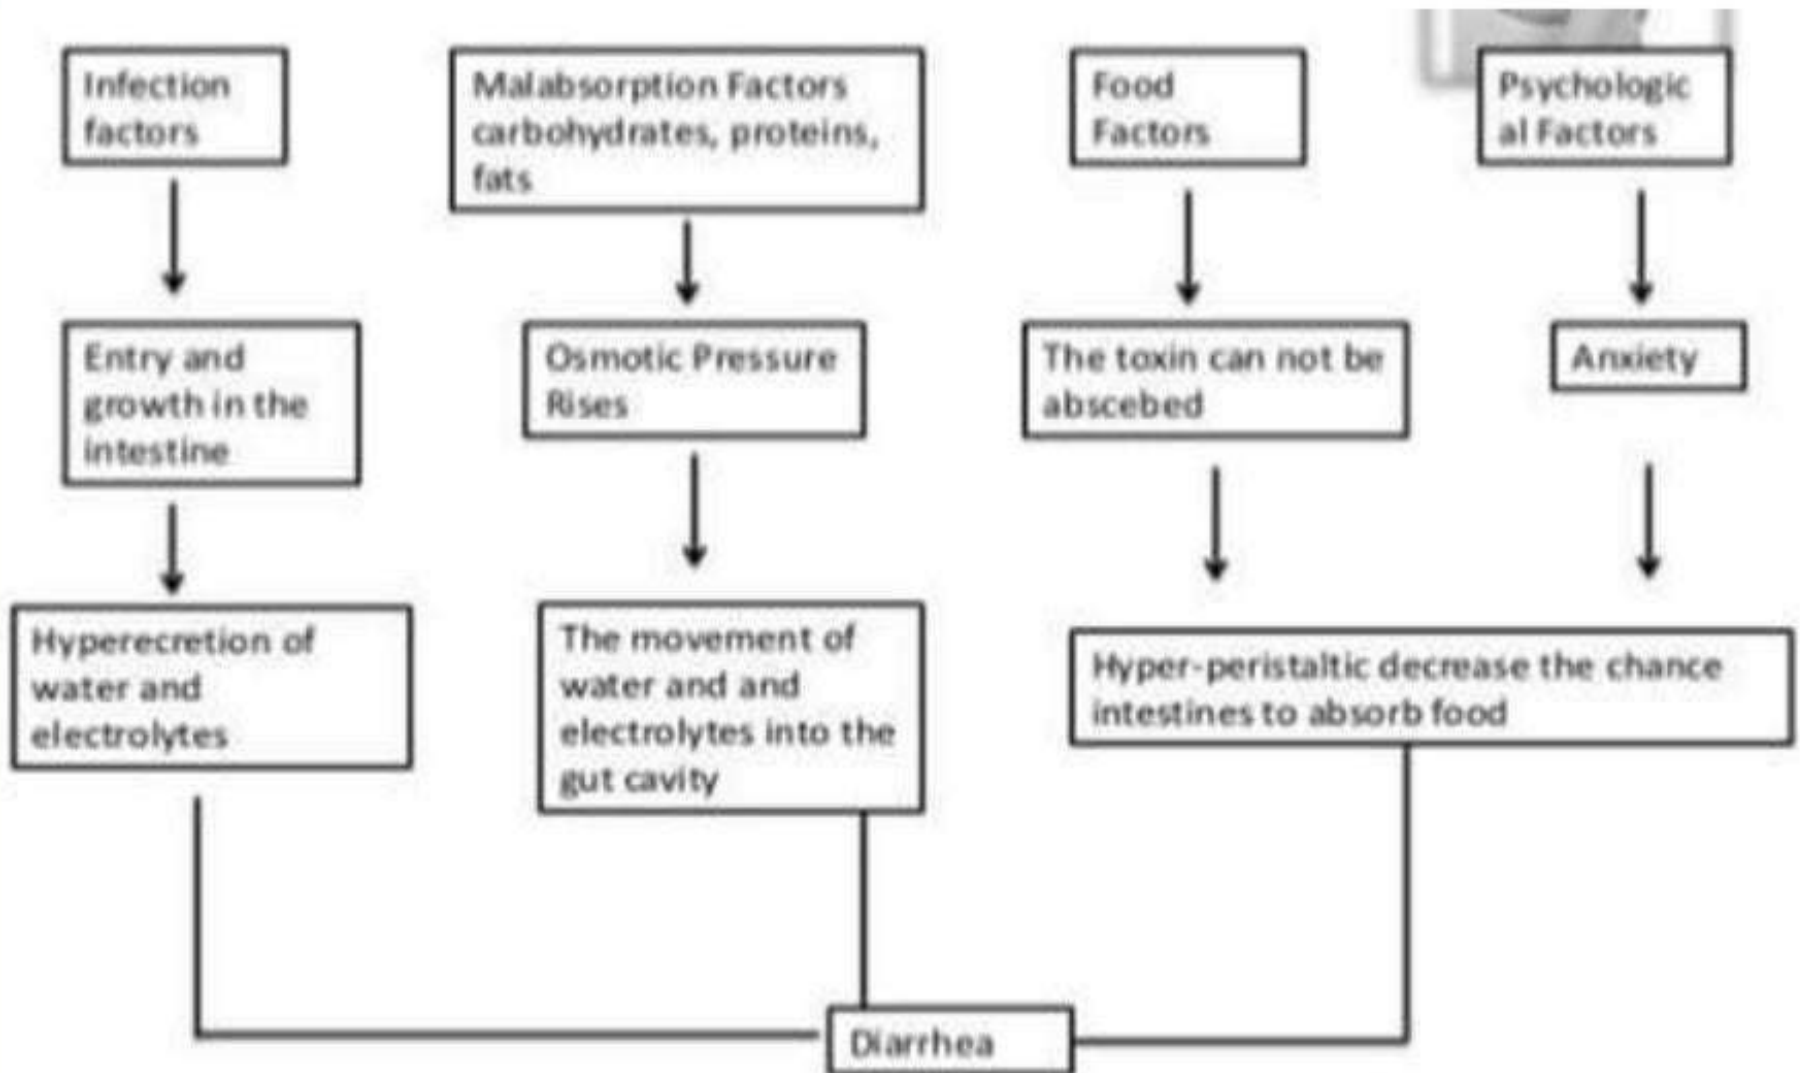 Infection
factors
Malabsorption Factors
carbohydrates, proteins,
fats
Food
Factors
Psychologic
al Factors
Entry and
growth in the
intestine
Osmotic Pressure
Rises
The toxin can not be
abscebed
Anxiety
Hyperecretion of
water and
electrolytes
The movement of
water and and
electrolytes into the
gut cavity
Hyper-peristaltic decrease the chance
intestines to absorb food
Diarrhea